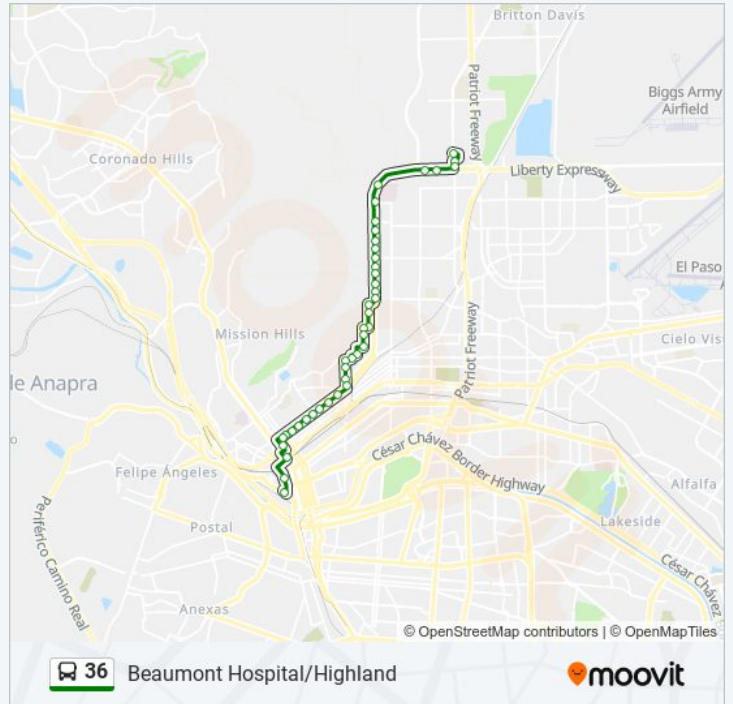 Britton Davis
Patriot Freeway
Biggs Army
Airfield
Coronado Hills
Liberty Expressway
El Paso
Mission Hills
Patriot Freeway
Cielo Vis
de Anapra
César Chávez Border Highway
Felipe Ángeles
Alfalfa
Lakeside
Postal
Periférico Camino Real
César Cháve
Anexas
© OpenStreetMap contributors | © OpenMapTiles
36 Beaumont Hospital/Highland
moovit